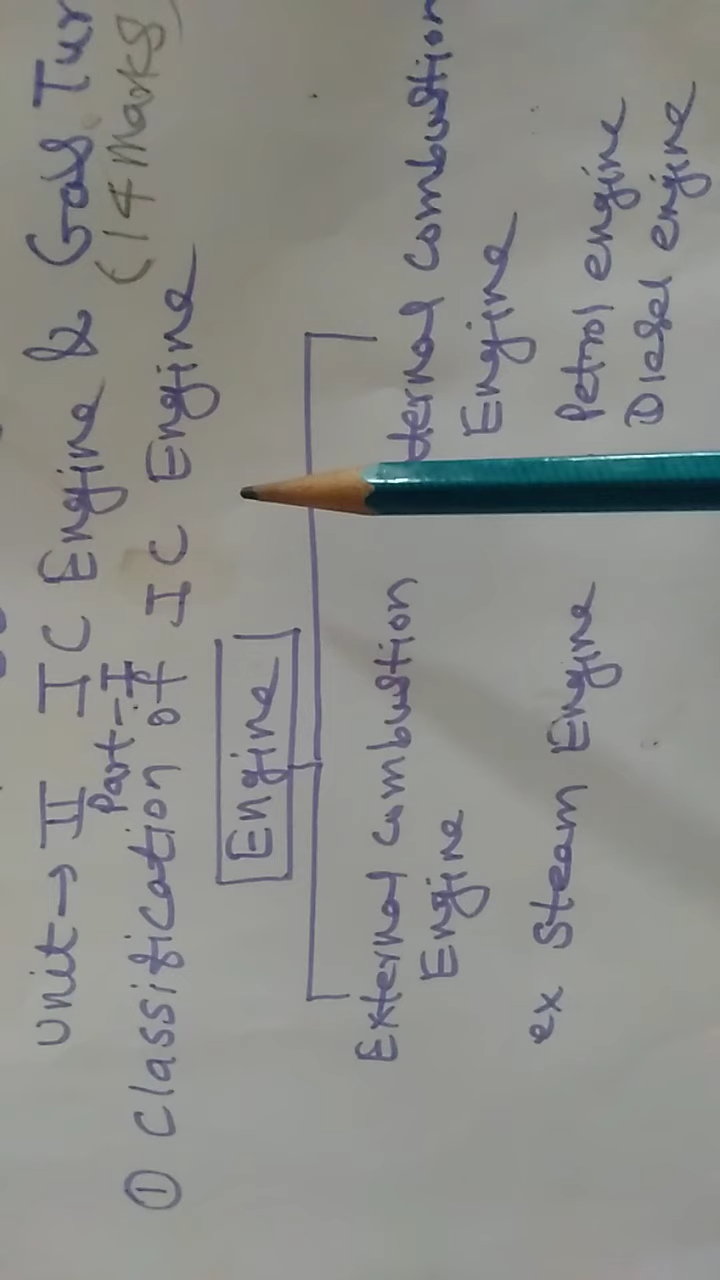 Unit → II IC Engine & Gas Tur
Part-I (14 Marks)
① Classification of IC Engine
Engine
External combustion
Engine
ex Steam Engine
ternal combustion
Engine
Petrol engine
Diesel engine